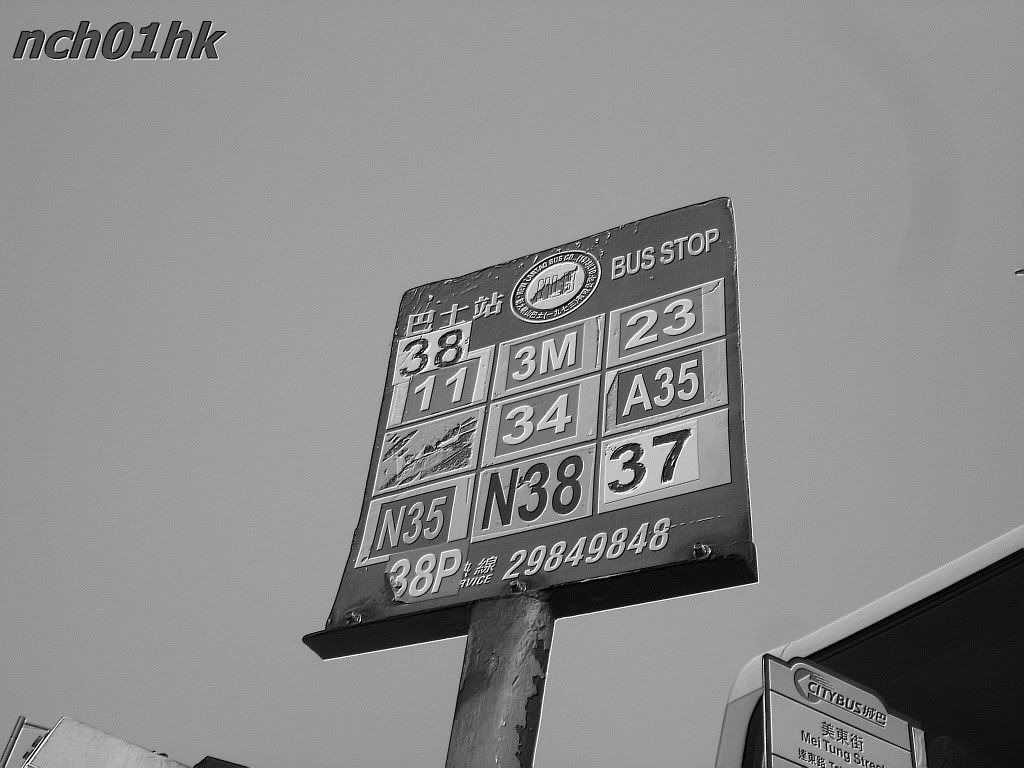 nch01hk
巴士站
BUS STOP
38
3M
23
11
34
A35
N35
N38
37
38P
線
29849848
CITYBUS城巴
美東街
Mei Tung Street